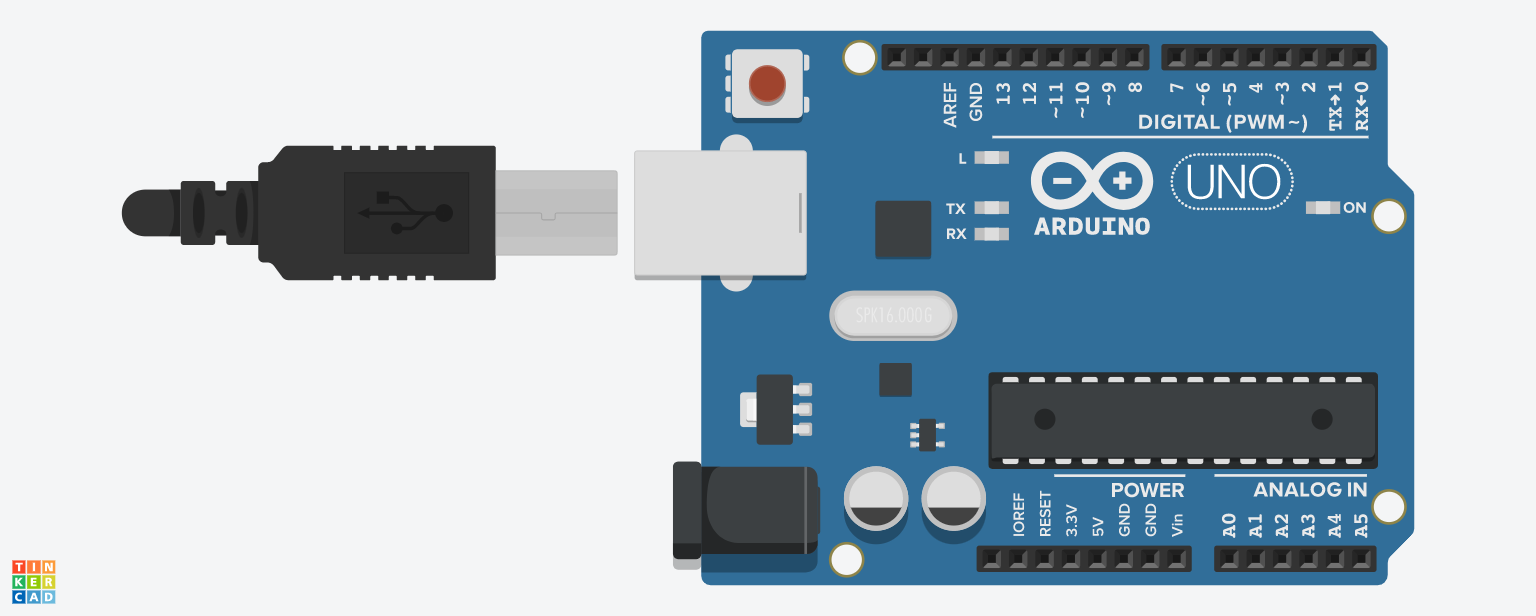 AREF
GND
13
12
~11
~10
~9
8
7
~6
~5
4
~3
2
TX→1
RX←0
DIGITAL (PWM~)
L
TX
RX
ARDUINO
UNO
ON
SPK16.000G
POWER
ANALOG IN
IOREF
RESET
3.3V
5V
GND
GND
Vin
A0
A1
A2
A3
A4
A5
TIN
KER
CAD